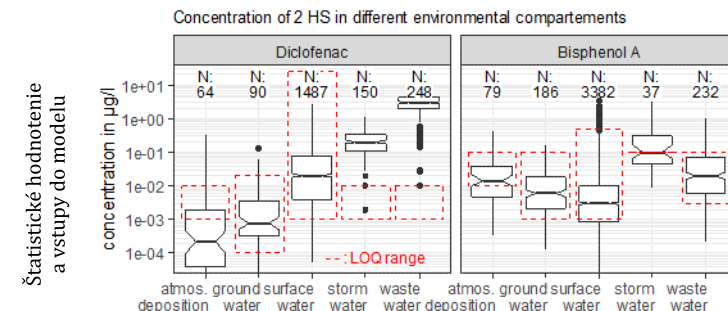 Concentration of 2 HS in different environmental compartements
Štatistické hodnotenie
a vstupy do modelu
concentration in µg/l
Diclofenac
Bisphenol A
N: N: N: N: N:
64 90 1487 150 248
N: N: N: N: N:
79 186 3382 37 232
1e+01
1e+00
1e-01
1e-02
1e-03
1e-04
--: LOQ range
atmos. ground surface storm waste
deposition water water water water
atmos. ground surface storm waste
deposition water water water water